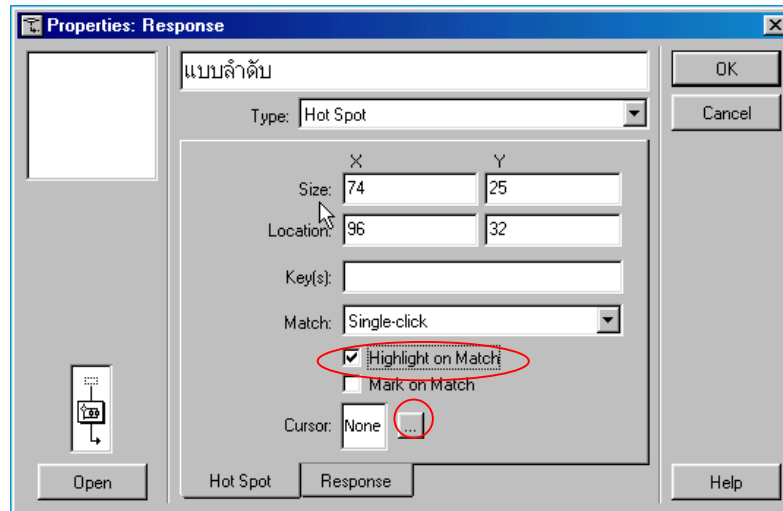 Properties: Response
แบบลำดับ
OK
Type: Hot Spot
Cancel
X Y
Size: 74 25
Location: 96 32
Key(s):
Match: Single-click
Highlight on Match
Mark on Match
Cursor: None ...
Open
Hot Spot Response
Help